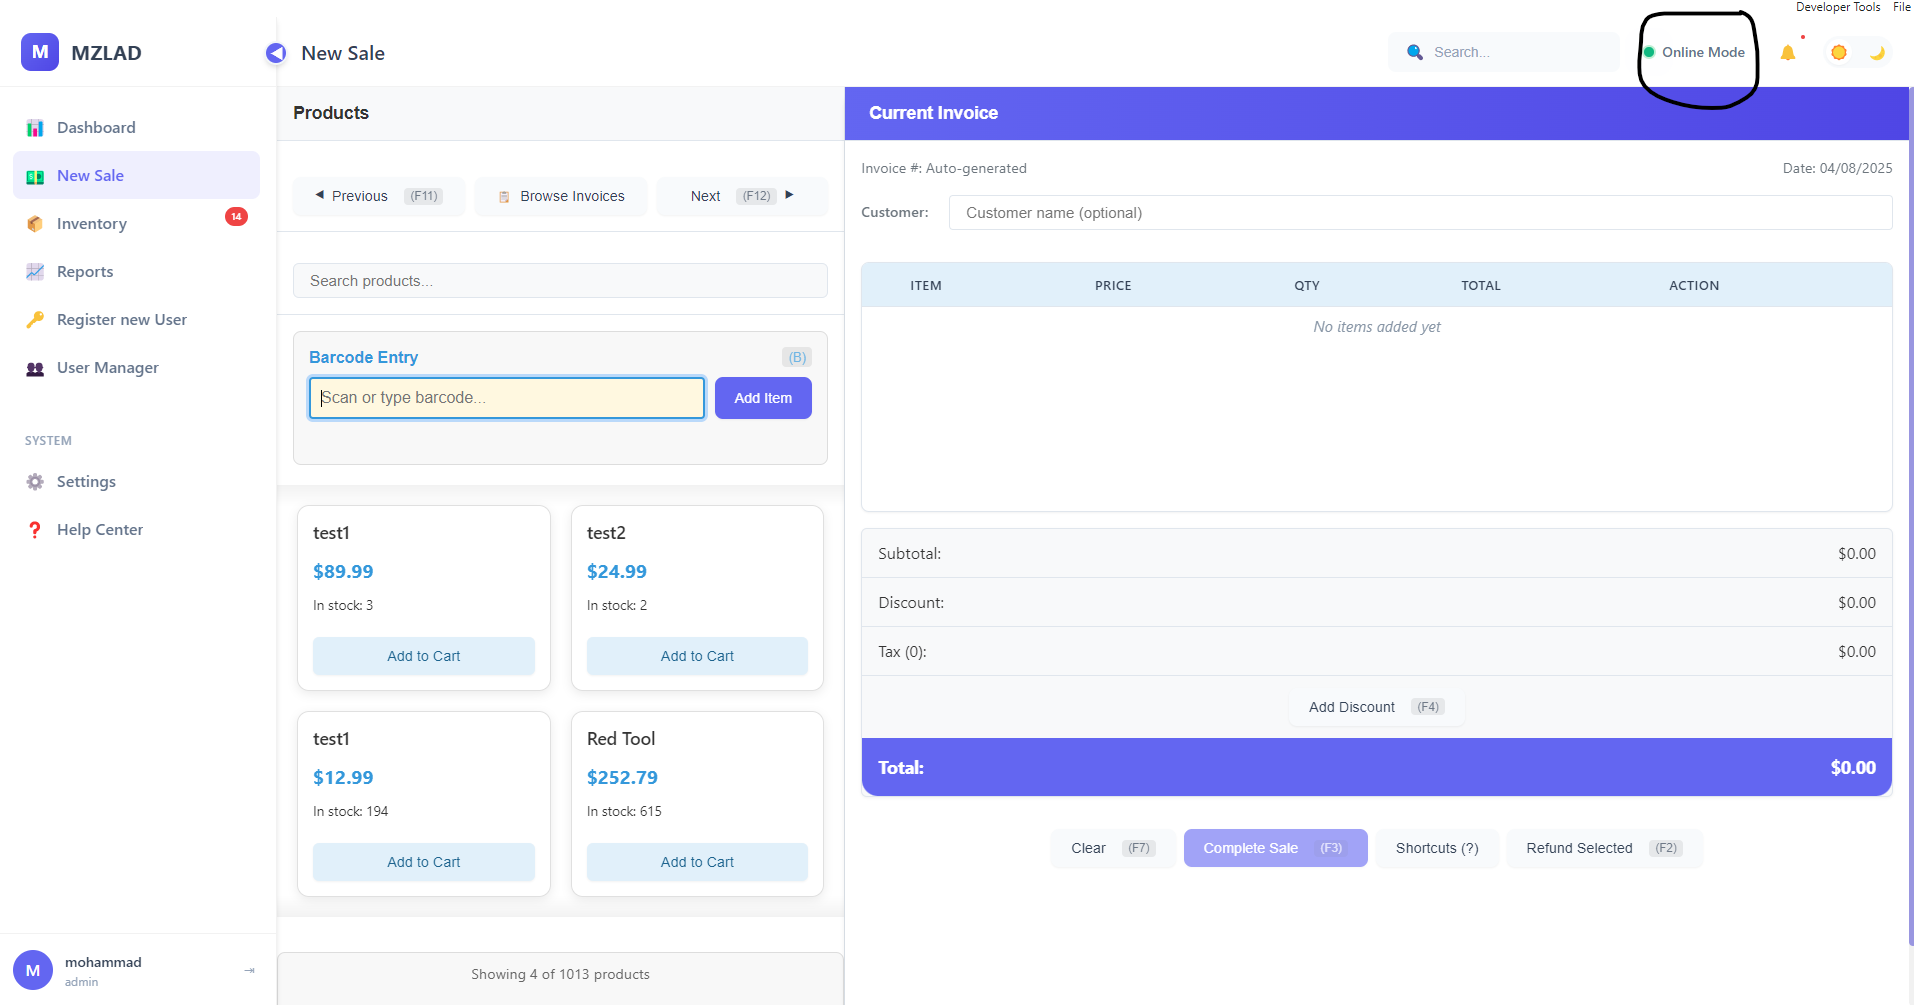 Developer Tools File
M MZLAD
New Sale
Search...
Online Mode
Dashboard
New Sale
Inventory 14
Reports
Register new User
User Manager
SYSTEM
Settings
Help Center
M
mohammad
admin
Products
Previous (F11)
Browse Invoices
Next (F12)
Search products...
Barcode Entry (B)
Scan or type barcode...
Add Item
test1
$89.99
In stock: 3
Add to Cart
test2
$24.99
In stock: 2
Add to Cart
test1
$12.99
In stock: 194
Add to Cart
Red Tool
$252.79
In stock: 615
Add to Cart
Showing 4 of 1013 products
Current Invoice
Invoice #: Auto-generated
Date: 04/08/2025
Customer: Customer name (optional)
ITEM PRICE QTY TOTAL ACTION
No items added yet
Subtotal: $0.00
Discount: $0.00
Tax (0): $0.00
Add Discount (F4)
Total: $0.00
Clear (F7)
Complete Sale (F3)
Shortcuts (?)
Refund Selected (F2)